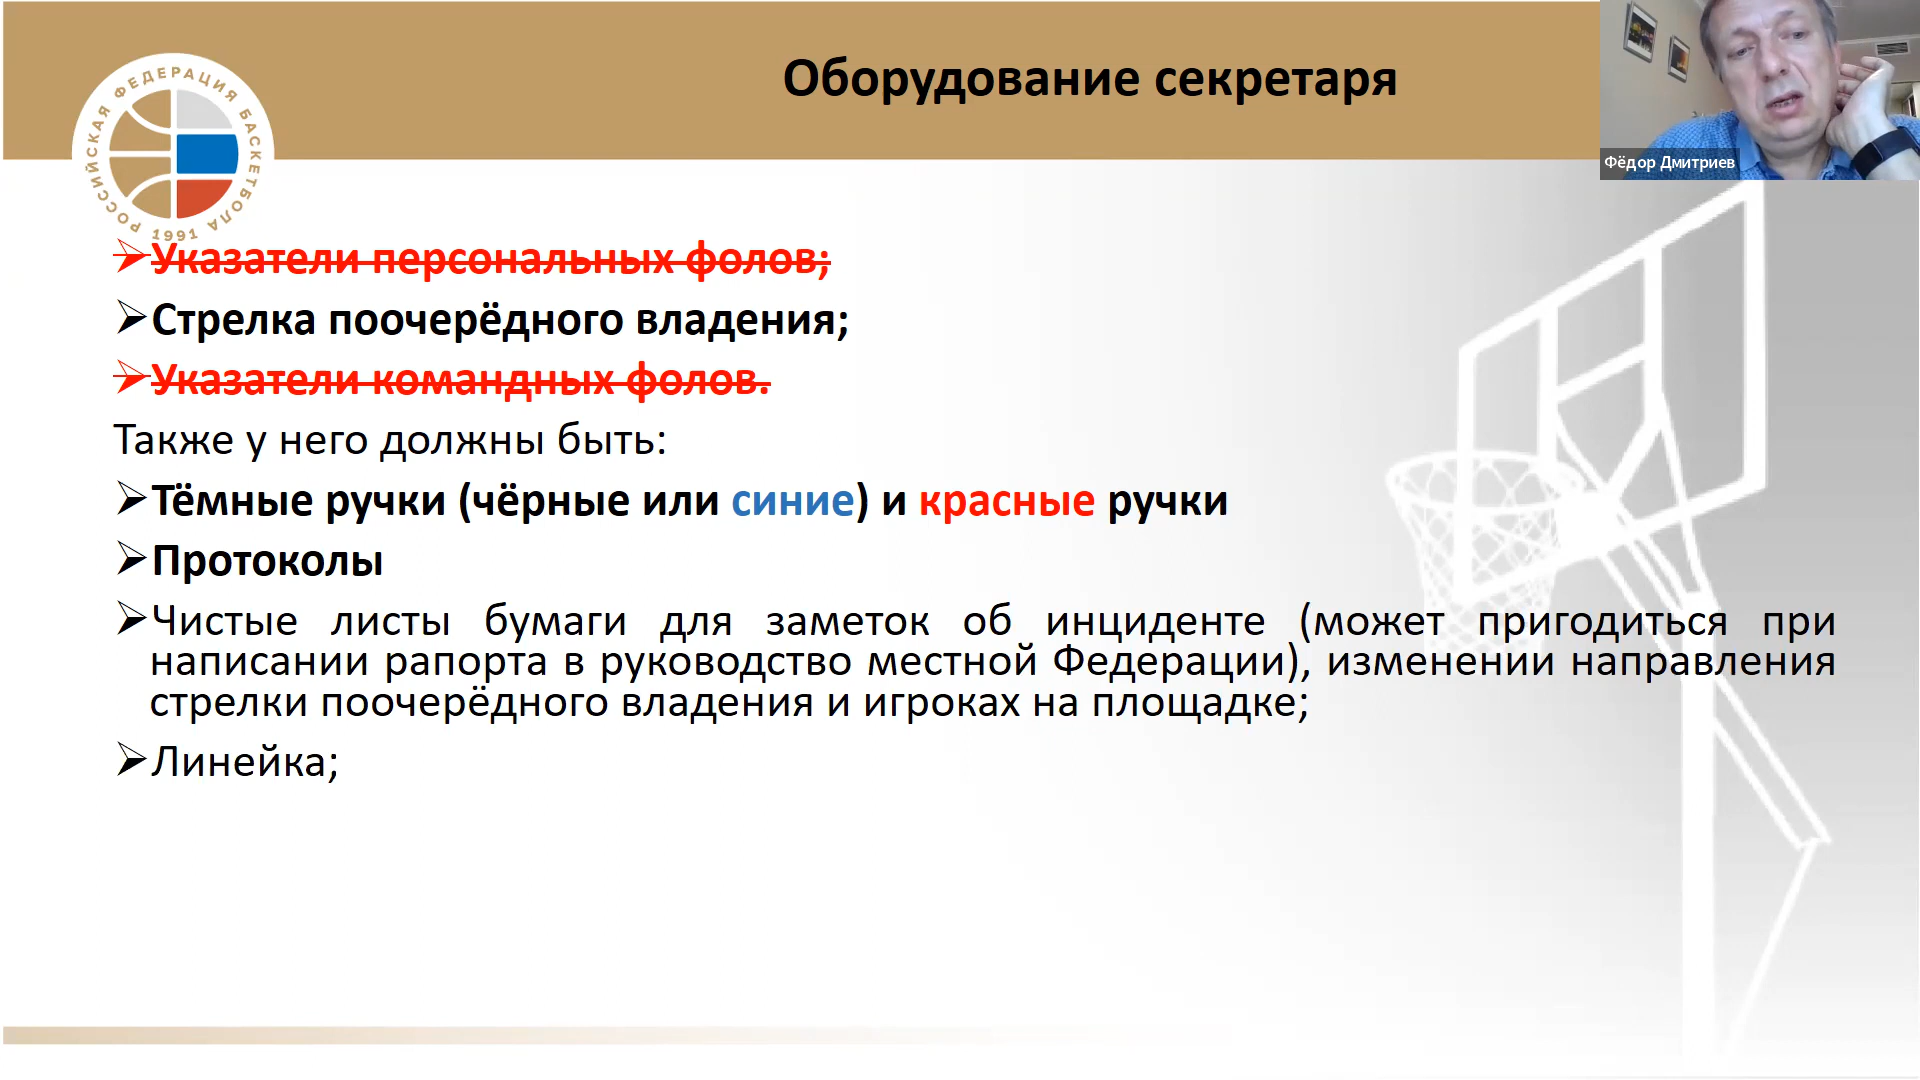 Оборудование секретаря
РОССИЙСКАЯ ФЕДЕРАЦИЯ БАСКЕТБОЛА 1991
Фёдор Дмитриев
Указатели персональных фолов;
Стрелка поочерёдного владения;
Указатели командных фолов.
Также у него должны быть:
Тёмные ручки (чёрные или синие) и красные ручки
Протоколы
Чистые листы бумаги для заметок об инциденте (может пригодиться при
написании рапорта в руководство местной Федерации), изменении направления
стрелки поочерёдного владения и игроках на площадке;
Линейка;